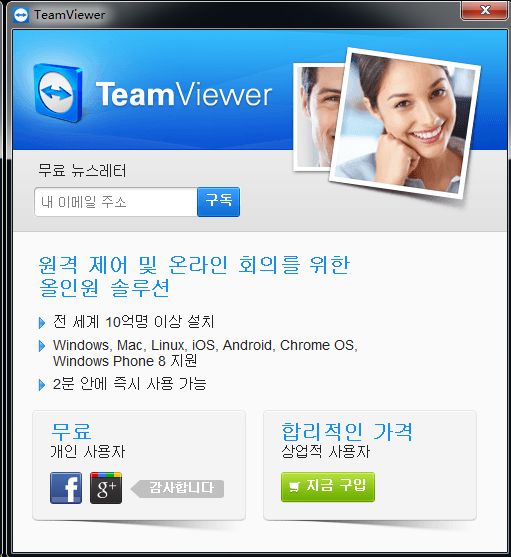 TeamViewer
TeamViewer
무료 뉴스레터
내 이메일 주소
구독
원격 제어 및 온라인 회의를 위한
올인원 솔루션
전 세계 10억명 이상 설치
Windows, Mac, Linux, iOS, Android, Chrome OS,
Windows Phone 8 지원
2분 안에 즉시 사용 가능
무료
개인 사용자
f
g+
감사합니다
합리적인 가격
상업적 사용자
지금 구입